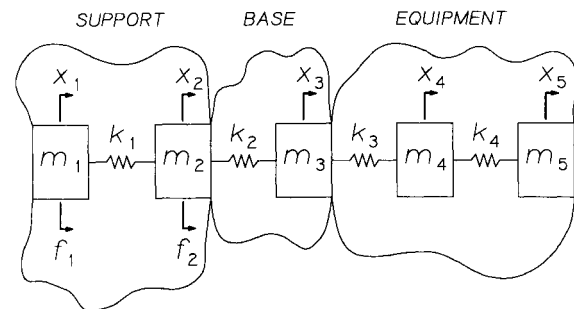 SUPPORT BASE EQUIPMENT
x₁ x₂ x₃ x₄ x₅
k₁ k₂ k₃ k₄
m₁ m₂ m₃ m₄ m₅
f₁ f₂